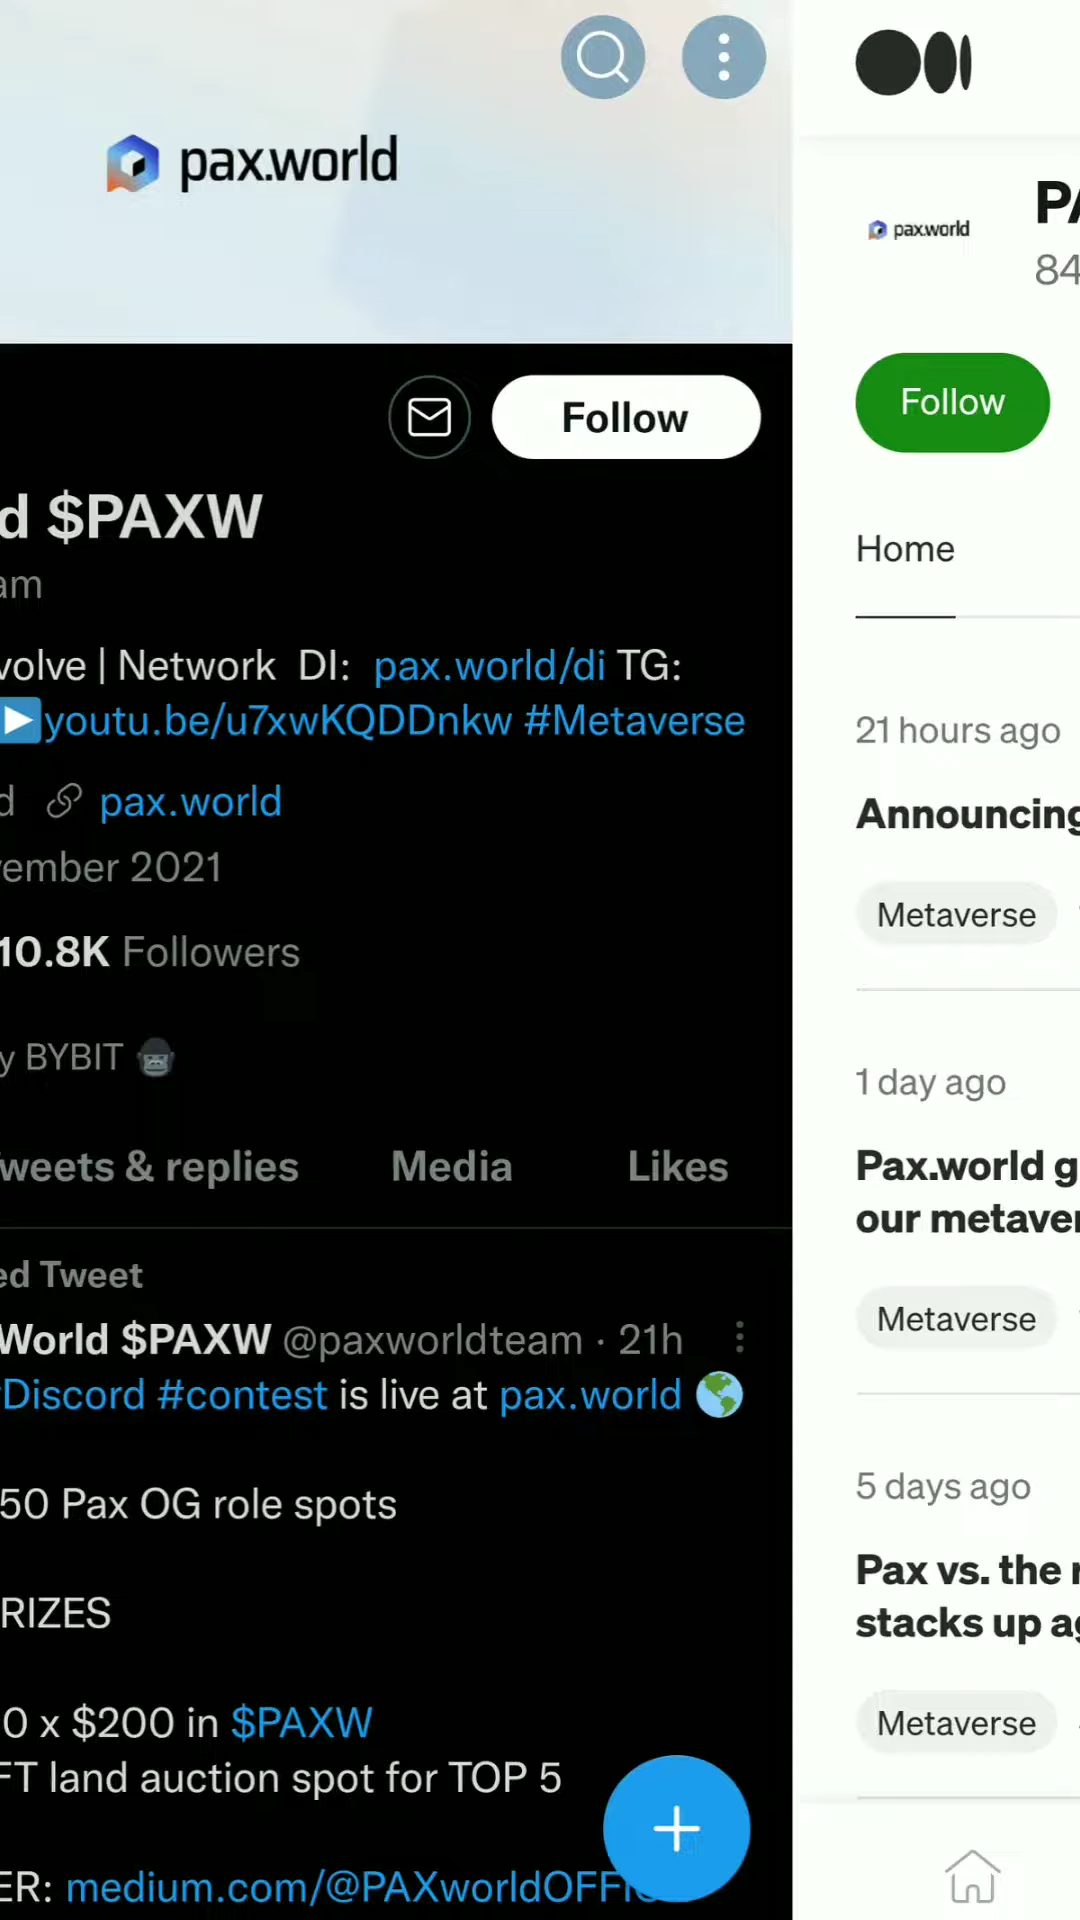 pax.world
Follow
d $PAXW
am
volve | Network DI: pax.world/di TG:
youtu.be/u7xwKQDDnkw #Metaverse
d pax.world
vember 2021
10.8K Followers
y BYBIT
weets & replies Media Likes
ed Tweet
World $PAXW @paxworldteam · 21h
Discord #contest is live at pax.world
50 Pax OG role spots
RIZES
0 x $200 in $PAXW
FT land auction spot for TOP 5
ER: medium.com/@PAXworldOFFIC
pax.world
PA
84
Follow
Home
21 hours ago
Announcing
Metaverse
1 day ago
Pax.world g
our metaver
Metaverse
5 days ago
Pax vs. the r
stacks up ag
Metaverse